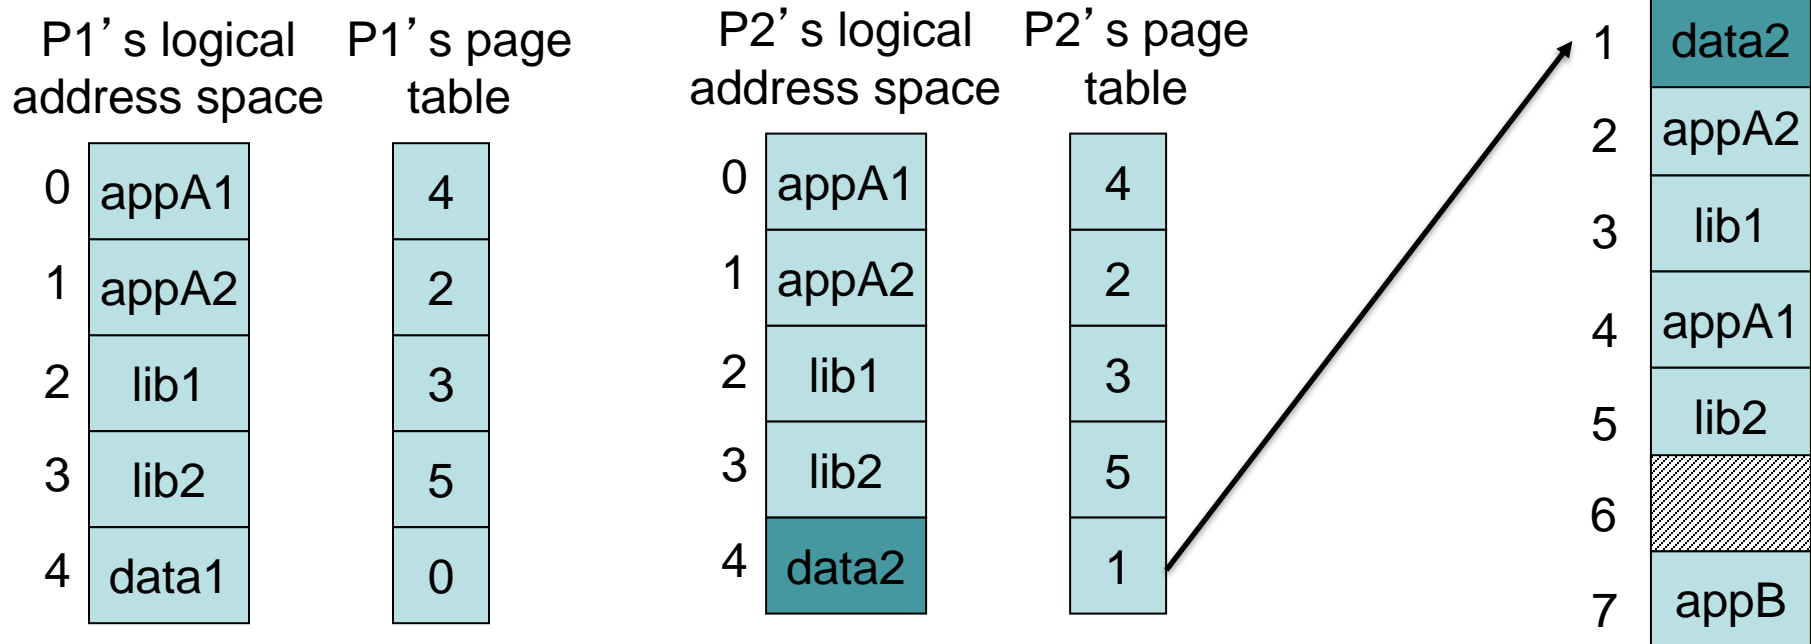 P1’s logical
address space
P1’s page
table
0 appA1 4
1 appA2 2
2 lib1 3
3 lib2 5
4 data1 0
P2’s logical
address space
P2’s page
table
0 appA1 4
1 appA2 2
2 lib1 3
3 lib2 5
4 data2 1
1 data2
2 appA2
3 lib1
4 appA1
5 lib2
6
7 appB